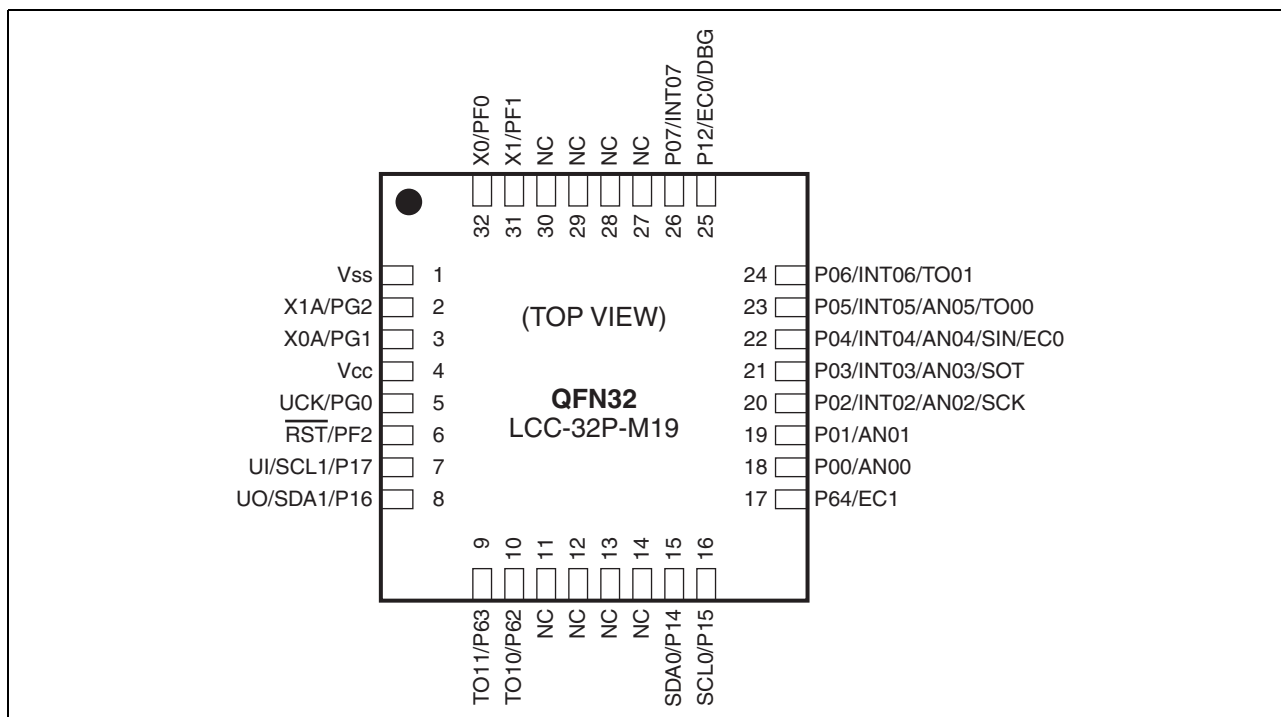 X0/PF0
X1/PF1
NC
NC
NC
NC
P07/INT07
P12/EC0/DBG
32
31
30
29
28
27
26
25
Vss 1
X1A/PG2 2
X0A/PG1 3
Vcc 4
UCK/PG0 5
RST/PF2 6
UI/SCL1/P17 7
UO/SDA1/P16 8
(TOP VIEW)
QFN32
LCC-32P-M19
24 P06/INT06/TO01
23 P05/INT05/AN05/TO00
22 P04/INT04/AN04/SIN/EC0
21 P03/INT03/AN03/SOT
20 P02/INT02/AN02/SCK
19 P01/AN01
18 P00/AN00
17 P64/EC1
9
10
11
12
13
14
15
16
TO11/P63
TO10/P62
NC
NC
NC
NC
SDA0/P14
SCL0/P15